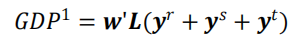 GDP¹ = w'L(yʳ + yˢ + yᵗ)